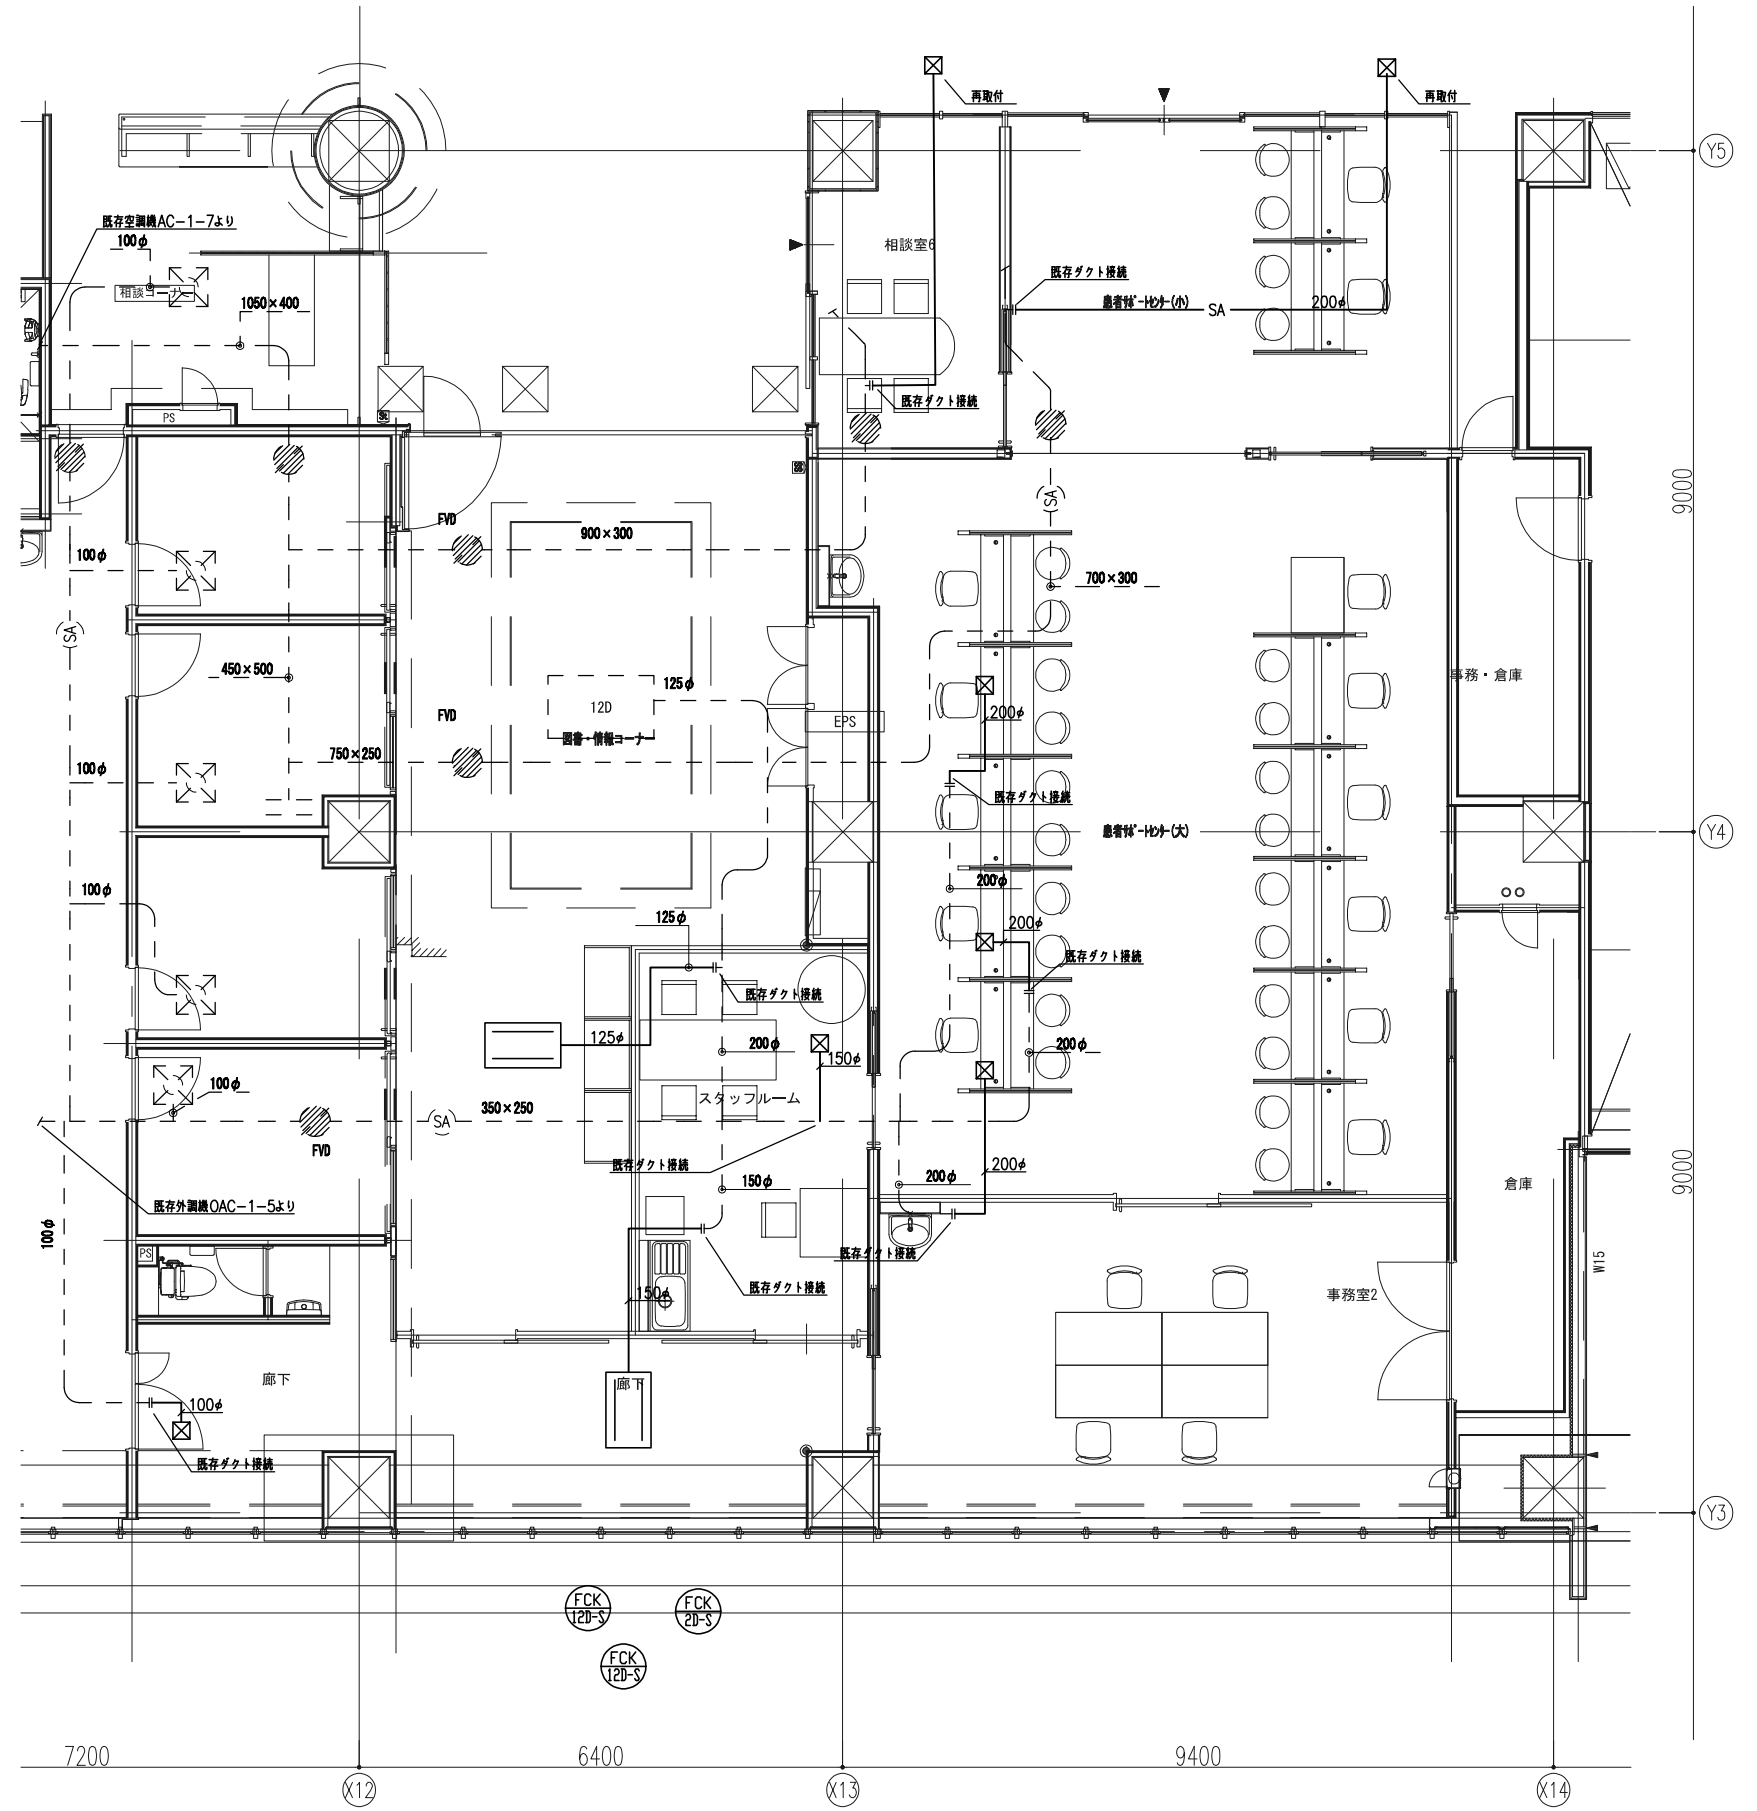 再取付
再取付
Y5
既存空調機AC−1−7より
100φ
相談コーナー
1050×400
相談室6
既存ダクト接続
患者ｻﾎﾟｰﾄｾﾝﾀｰ(小)
SA
200φ
既存ダクト接続
PS
St
SS
9000
FVD
900×300
SA
100φ
700×300
SA
450×500
125φ
事務・倉庫
12D
200φ
EPS
FVD
図書・情報コーナー
750×250
100φ
既存ダクト接続
患者ｻﾎﾟｰﾄｾﾝﾀｰ(大)
Y4
100φ
200φ
125φ
200φ
既存ダクト接続
既存ダクト接続
125φ
200φ
150φ
200φ
100φ
スタッフルーム
350×250
SA
FVD
既存ダクト接続
200φ
9000
150φ
200φ
倉庫
既存外調機OAC−1−5より
100φ
PS
既存ダクト接続
W15
既存ダクト接続
150φ
事務室2
廊下
廊下
100φ
既存ダクト接続
Y3
FCK
12D-S
FCK
2D-S
FCK
12D-S
7200
6400
9400
X12
X13
X14